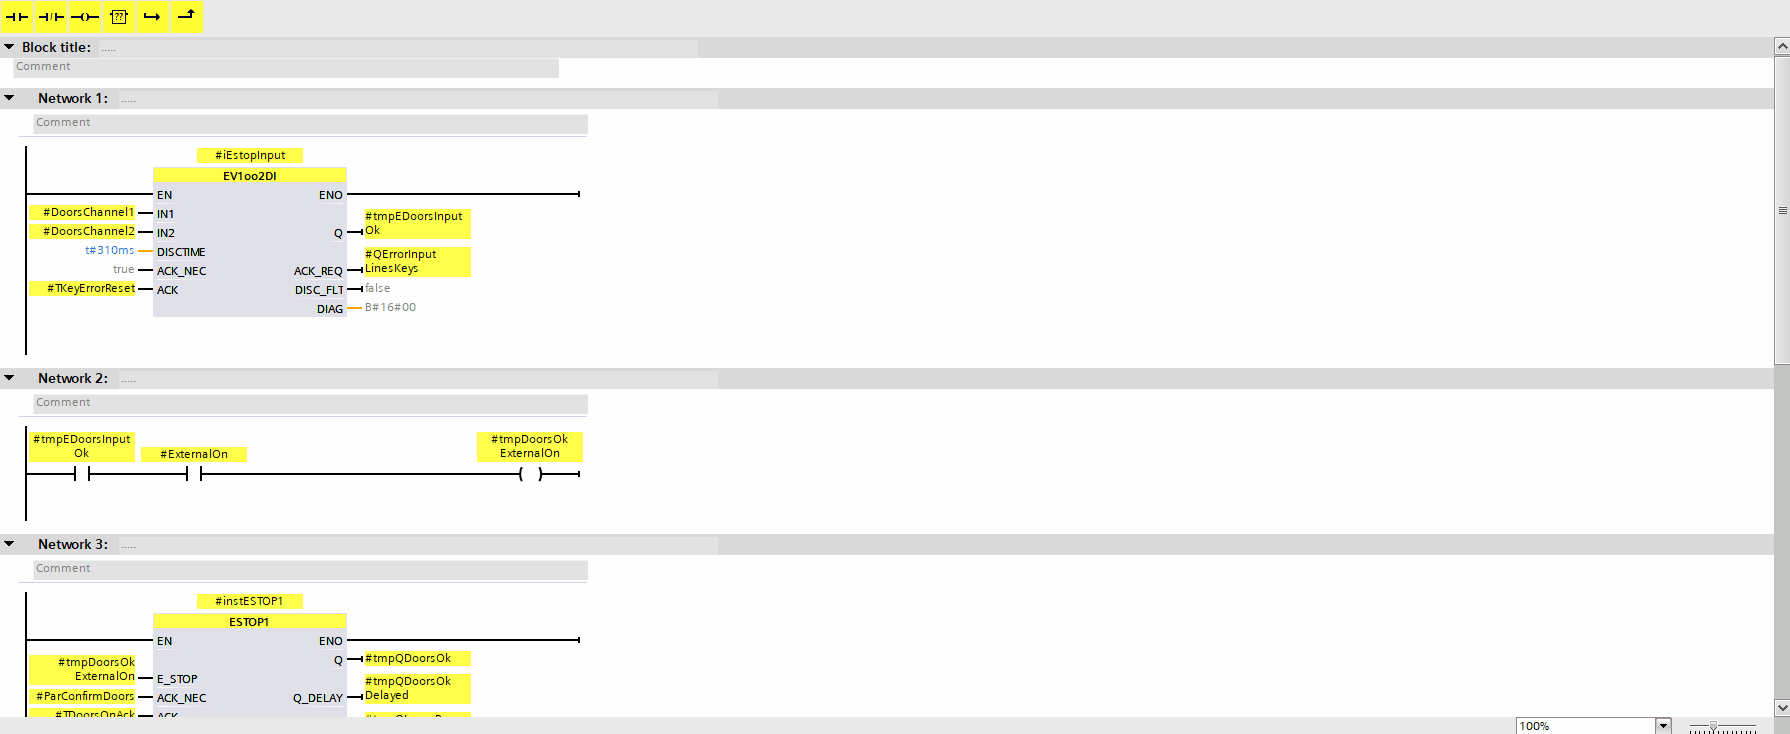 ??
Block title: .....
Comment
Network 1: .....
Comment
#iEstopInput
EV1oo2DI
EN ENO
#DoorsChannel1 IN1
#tmpEDoorsInput
Ok
#DoorsChannel2 IN2 Q
t#310ms DISCTIME
#QErrorInput
LinesKeys
true ACK_NEC ACK_REQ
#TKeyErrorReset ACK DISC_FLT false
DIAG B#16#00
Network 2: .....
Comment
#tmpEDoorsInput
Ok
#ExternalOn
#tmpDoorsOk
ExternalOn
Network 3: .....
Comment
#instESTOP1
ESTOP1
EN ENO
Q #tmpQDoorsOk
#tmpDoorsOk
ExternalOn E_STOP
#tmpQDoorsOk
Delayed
#ParConfirmDoors ACK_NEC Q_DELAY
#TDoorsOnAck ACK
100%